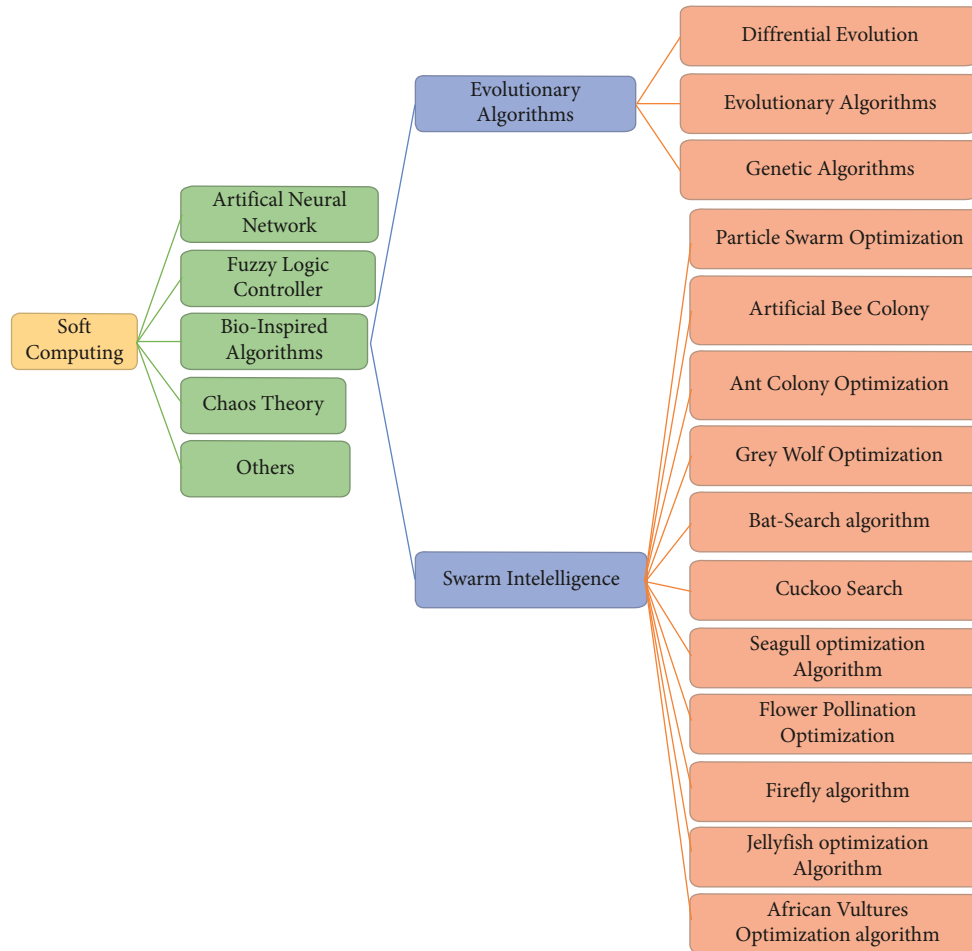 Soft
Computing
Artifical Neural
Network
Fuzzy Logic
Controller
Bio-Inspired
Algorithms
Chaos Theory
Others
Evolutionary
Algorithms
Swarm Intelelligence
Diffrential Evolution
Evolutionary Algorithms
Genetic Algorithms
Particle Swarm Optimization
Artificial Bee Colony
Ant Colony Optimization
Grey Wolf Optimization
Bat-Search algorithm
Cuckoo Search
Seagull optimization
Algorithm
Flower Pollination
Optimization
Firefly algorithm
Jellyfish optimization
Algorithm
African Vultures
Optimization algorithm